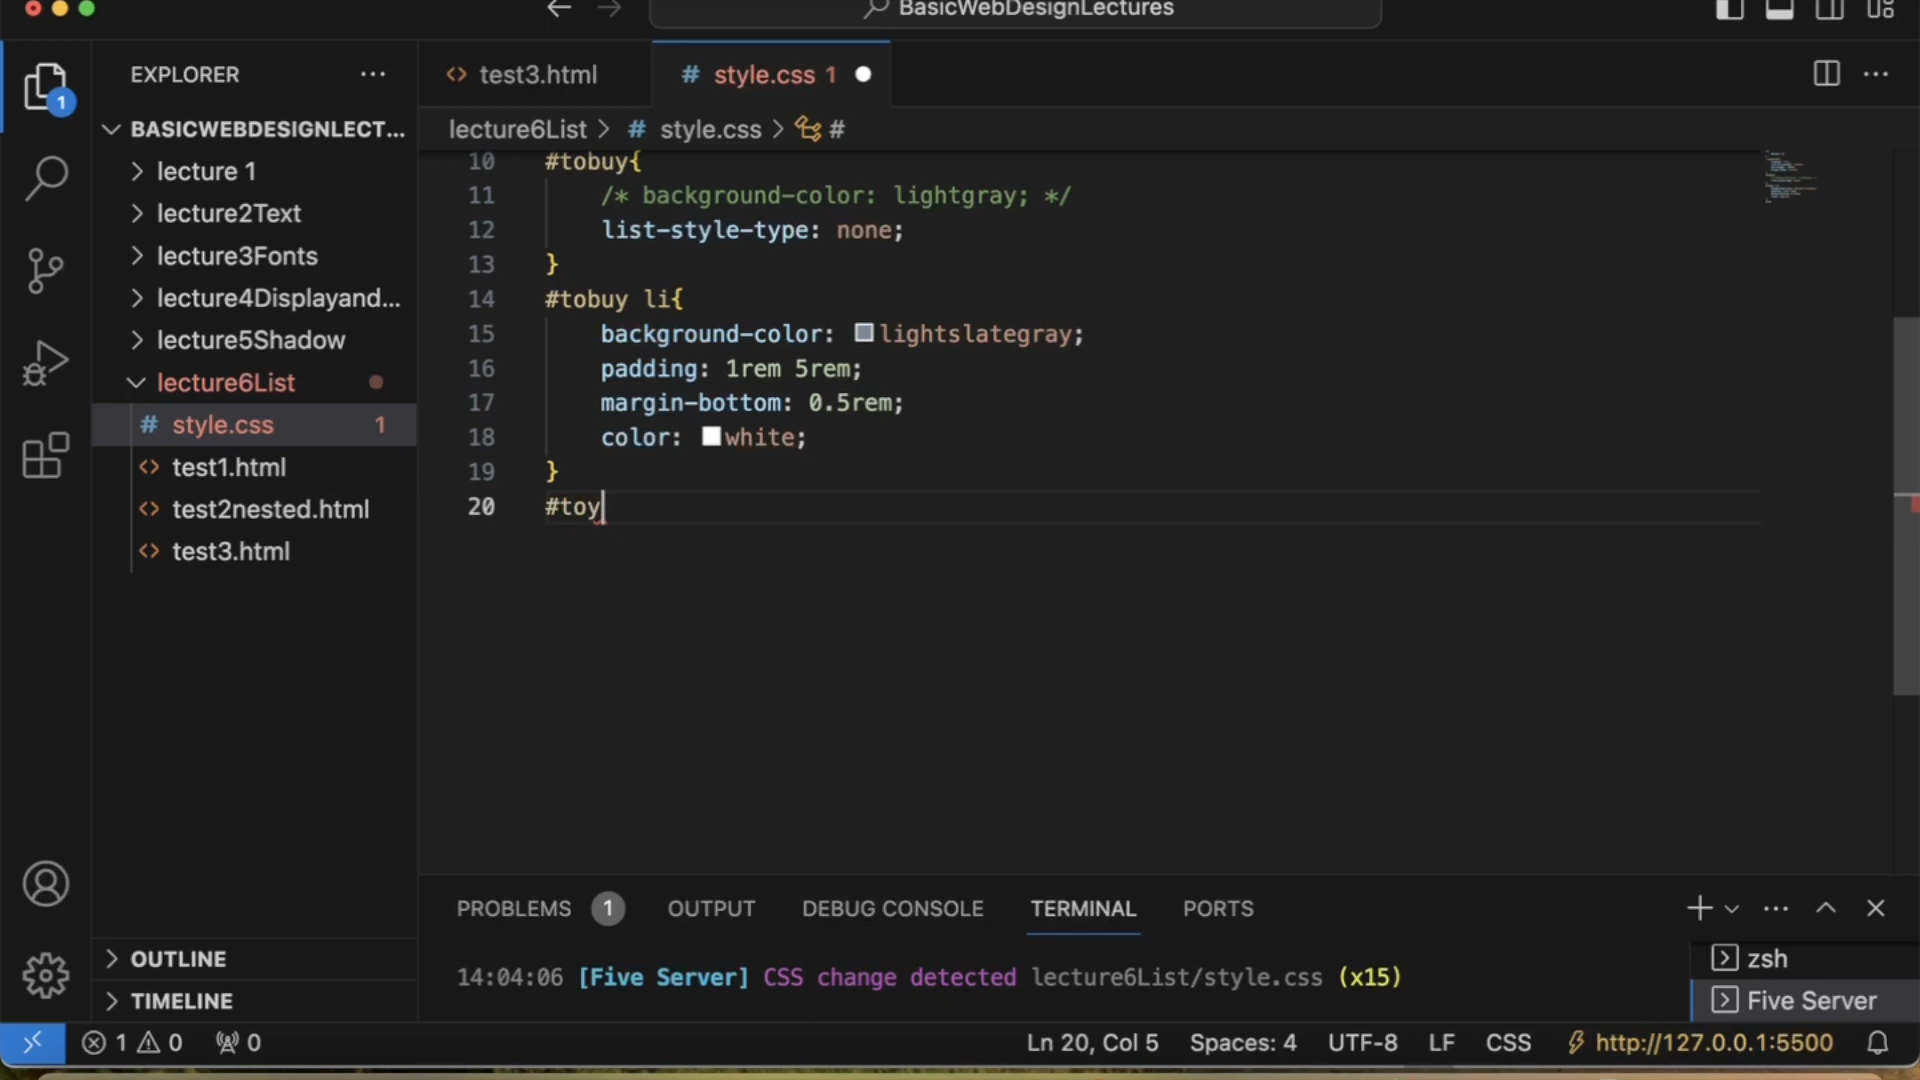 BasicWebDesignLectures
EXPLORER
test3.html
# style.css 1
BASICWEBDESIGNLECT...
lecture6List > # style.css > #
lecture 1
lecture2Text
lecture3Fonts
lecture4Displayand...
lecture5Shadow
lecture6List
# style.css 1
test1.html
test2nested.html
test3.html
10 #tobuy{
11 /* background-color: lightgray; */
12 list-style-type: none;
13 }
14 #tobuy li{
15 background-color: lightslategray;
16 padding: 1rem 5rem;
17 margin-bottom: 0.5rem;
18 color: white;
19 }
20 #toy
1
PROBLEMS 1 OUTPUT DEBUG CONSOLE TERMINAL PORTS
14:04:06 [Five Server] CSS change detected lecture6List/style.css (x15)
zsh
Five Server
OUTLINE
TIMELINE
1 0 0 Ln 20, Col 5 Spaces: 4 UTF-8 LF CSS http://127.0.0.1:5500